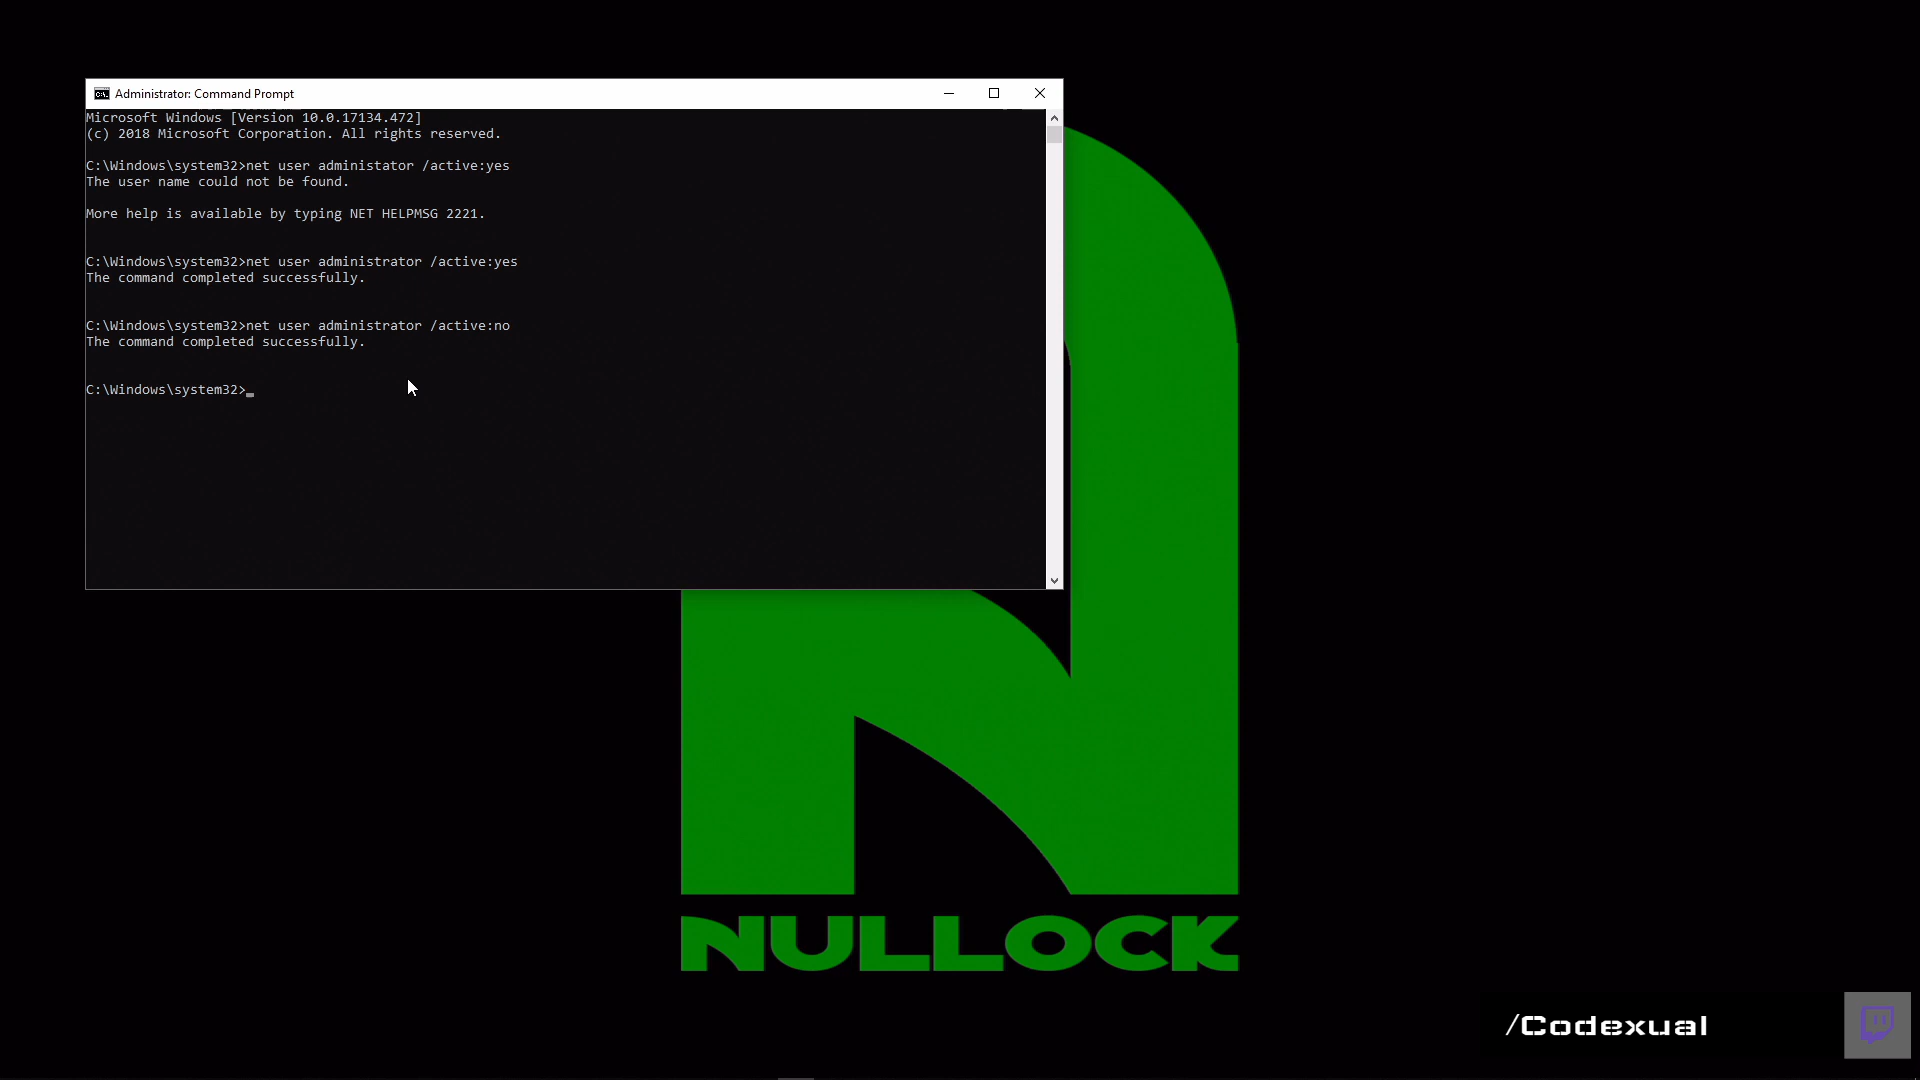 Administrator: Command Prompt
Microsoft Windows [Version 10.0.17134.472]
(c) 2018 Microsoft Corporation. All rights reserved.
C:\Windows\system32>net user administator /active:yes
The user name could not be found.
More help is available by typing NET HELPMSG 2221.
C:\Windows\system32>net user administrator /active:yes
The command completed successfully.
C:\Windows\system32>net user administrator /active:no
The command completed successfully.
C:\Windows\system32>
NULLOCK
/Codexual